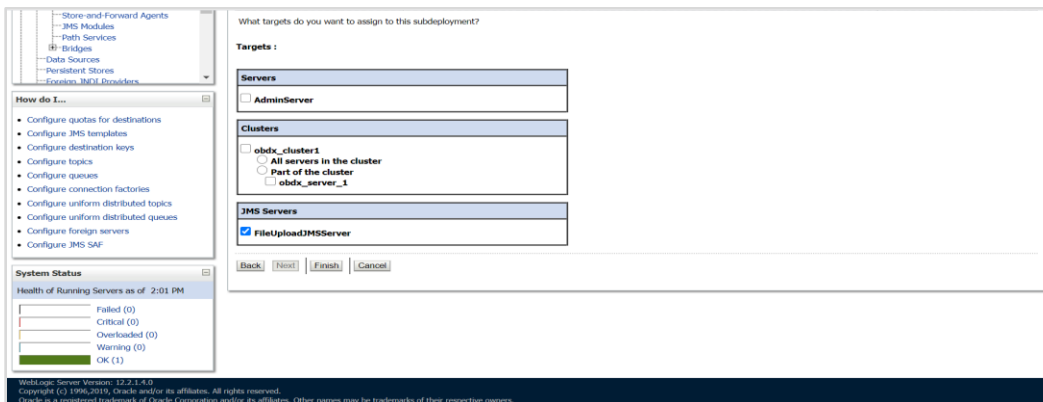 Store-and-Forward Agents
JMS Modules
Path Services
Bridges
Data Sources
Persistent Stores
Foreign JNDI Providers
How do I...
Configure quotas for destinations
Configure JMS templates
Configure destination keys
Configure topics
Configure queues
Configure connection factories
Configure uniform distributed topics
Configure uniform distributed queues
Configure foreign servers
Configure JMS SAF
System Status
Health of Running Servers as of 2:01 PM
Failed (0)
Critical (0)
Overloaded (0)
Warning (0)
OK (1)
What targets do you want to assign to this subdeployment?
Targets :
Servers
AdminServer
Clusters
obdx_cluster1
All servers in the cluster
Part of the cluster
obdx_server_1
JMS Servers
FileUploadJMSServer
Back Next Finish Cancel
WebLogic Server Version: 12.2.1.4.0
Copyright (c) 1996,2019, Oracle and/or its affiliates. All rights reserved.
Oracle is a registered trademark of Oracle Corporation and/or its affiliates. Other names may be trademarks of their respective owners.